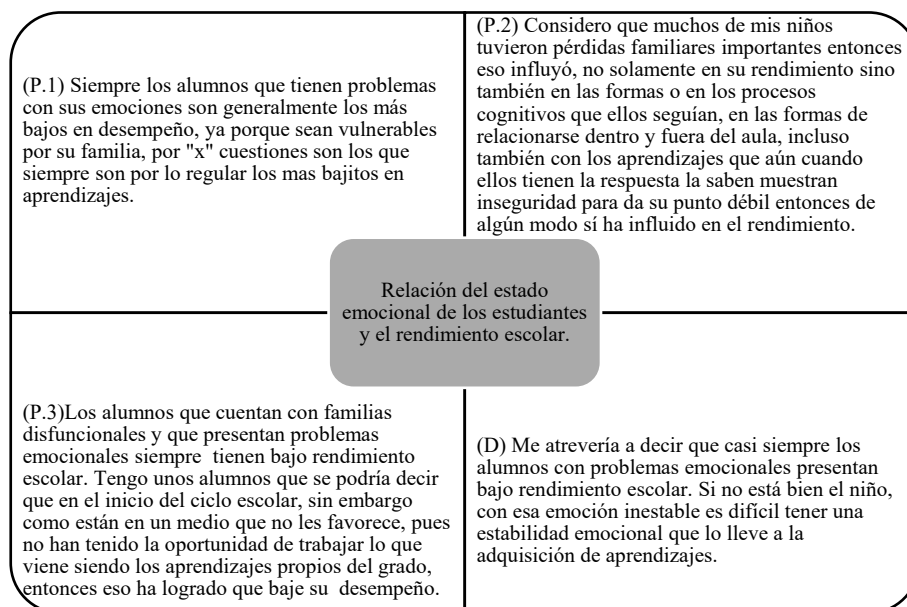 (P.1) Siempre los alumnos que tienen problemas
con sus emociones son generalmente los más
bajos en desempeño, ya porque sean vulnerables
por su familia, por "x" cuestiones son los que
siempre son por lo regular los mas bajitos en
aprendizajes.
(P.2) Considero que muchos de mis niños
tuvieron pérdidas familiares importantes entonces
eso influyó, no solamente en su rendimiento sino
también en las formas o en los procesos
cognitivos que ellos seguían, en las formas de
relacionarse dentro y fuera del aula, incluso
también con los aprendizajes que aún cuando
ellos tienen la respuesta la saben muestran
inseguridad para da su punto débil entonces de
algún modo sí ha influido en el rendimiento.
Relación del estado
emocional de los estudiantes
y el rendimiento escolar.
(P.3)Los alumnos que cuentan con familias
disfuncionales y que presentan problemas
emocionales siempre tienen bajo rendimiento
escolar. Tengo unos alumnos que se podría decir
que en el inicio del ciclo escolar, sin embargo
como están en un medio que no les favorece, pues
no han tenido la oportunidad de trabajar lo que
viene siendo los aprendizajes propios del grado,
entonces eso ha logrado que baje su desempeño.
(D) Me atrevería a decir que casi siempre los
alumnos con problemas emocionales presentan
bajo rendimiento escolar. Si no está bien el niño,
con esa emoción inestable es difícil tener una
estabilidad emocional que lo lleve a la
adquisición de aprendizajes.